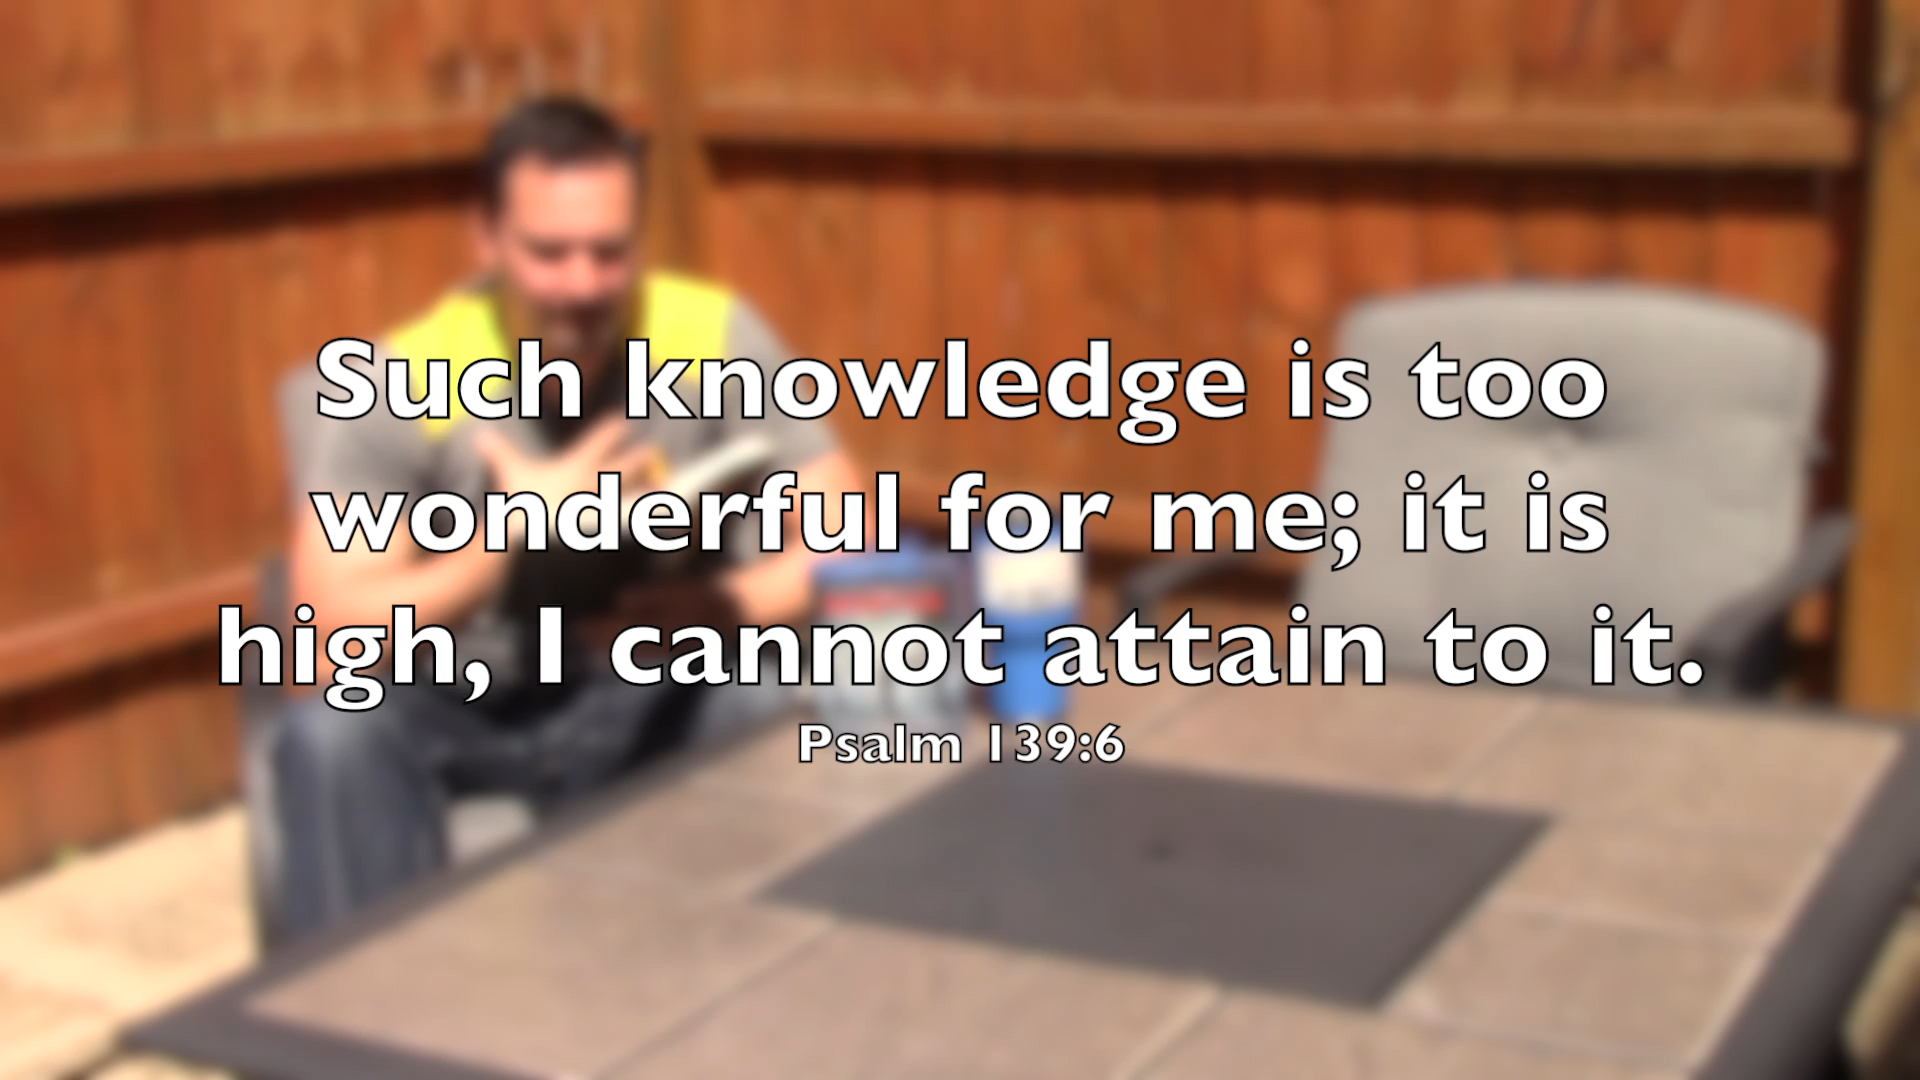 Such knowledge is too
wonderful for me; it is
high, I cannot attain to it.
Psalm 139:6